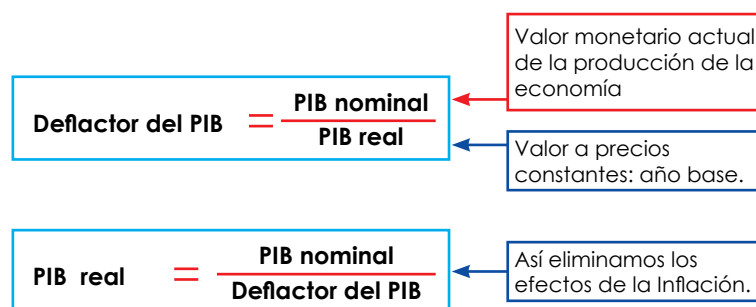 Valor monetario actual
de la producción de la
economía
Deflactor del PIB = PIB nominal
PIB real
Valor a precios
constantes: año base.
PIB real = PIB nominal
Deflactor del PIB
Así eliminamos los
efectos de la Inflación.